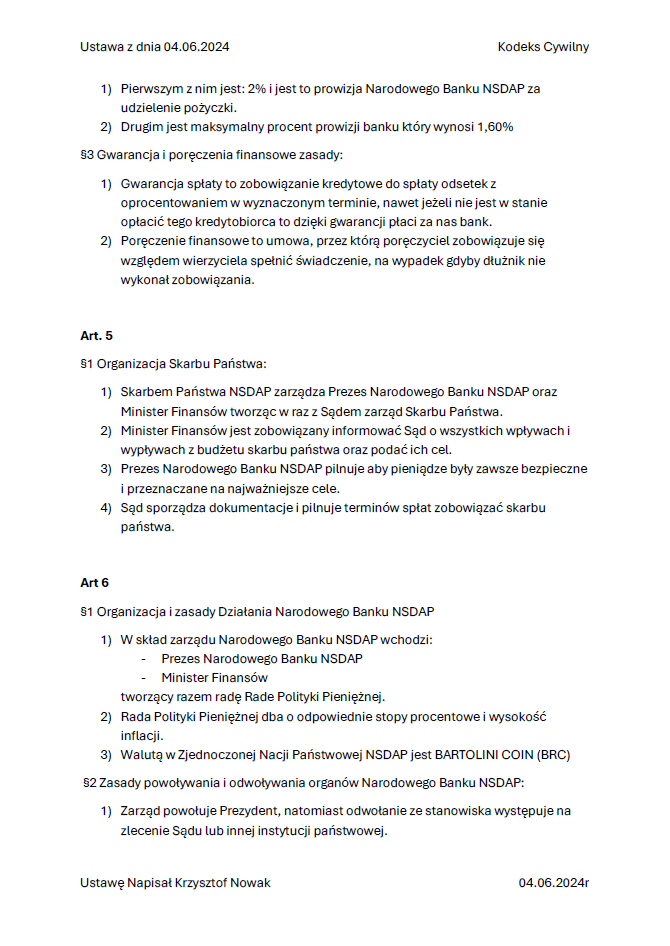 Ustawa z dnia 04.06.2024 Kodeks Cywilny
1) Pierwszym z nim jest: 2% i jest to prowizja Narodowego Banku NSDAP za
udzielenie pożyczki.
2) Drugim jest maksymalny procent prowizji banku który wynosi 1,60%
§3 Gwarancja i poręczenia finansowe zasady:
1) Gwarancja spłaty to zobowiązanie kredytowe do spłaty odsetek z
oprocentowaniem w wyznaczonym terminie, nawet jeżeli nie jest w stanie
opłacić tego kredytobiorca to dzięki gwarancji płaci za nas bank.
2) Poręczenie finansowe to umowa, przez którą poręczyciel zobowiązuje się
względem wierzyciela spełnić świadczenie, na wypadek gdyby dłużnik nie
wykonał zobowiązania.
Art. 5
§1 Organizacja Skarbu Państwa:
1) Skarbem Państwa NSDAP zarządza Prezes Narodowego Banku NSDAP oraz
Minister Finansów tworząc w raz z Sądem zarząd Skarbu Państwa.
2) Minister Finansów jest zobowiązany informować Sąd o wszystkich wpływach i
wypływach z budżetu skarbu państwa oraz podać ich cel.
3) Prezes Narodowego Banku NSDAP pilnuje aby pieniądze były zawsze bezpieczne
i przeznaczane na najważniejsze cele.
4) Sąd sporządza dokumentacje i pilnuje terminów spłat zobowiązać skarbu
państwa.
Art 6
§1 Organizacja i zasady Działania Narodowego Banku NSDAP
1) W skład zarządu Narodowego Banku NSDAP wchodzi:
- Prezes Narodowego Banku NSDAP
- Minister Finansów
tworzący razem radę Rade Polityki Pieniężnej.
2) Rada Polityki Pieniężnej dba o odpowiednie stopy procentowe i wysokość
inflacji.
3) Walutą w Zjednoczonej Nacji Państwowej NSDAP jest BARTOLINI COIN (BRC)
§2 Zasady powoływania i odwoływania organów Narodowego Banku NSDAP:
1) Zarząd powołuje Prezydent, natomiast odwołanie ze stanowiska występuje na
zlecenie Sądu lub innej instytucji państwowej.
Ustawę Napisał Krzysztof Nowak 04.06.2024r